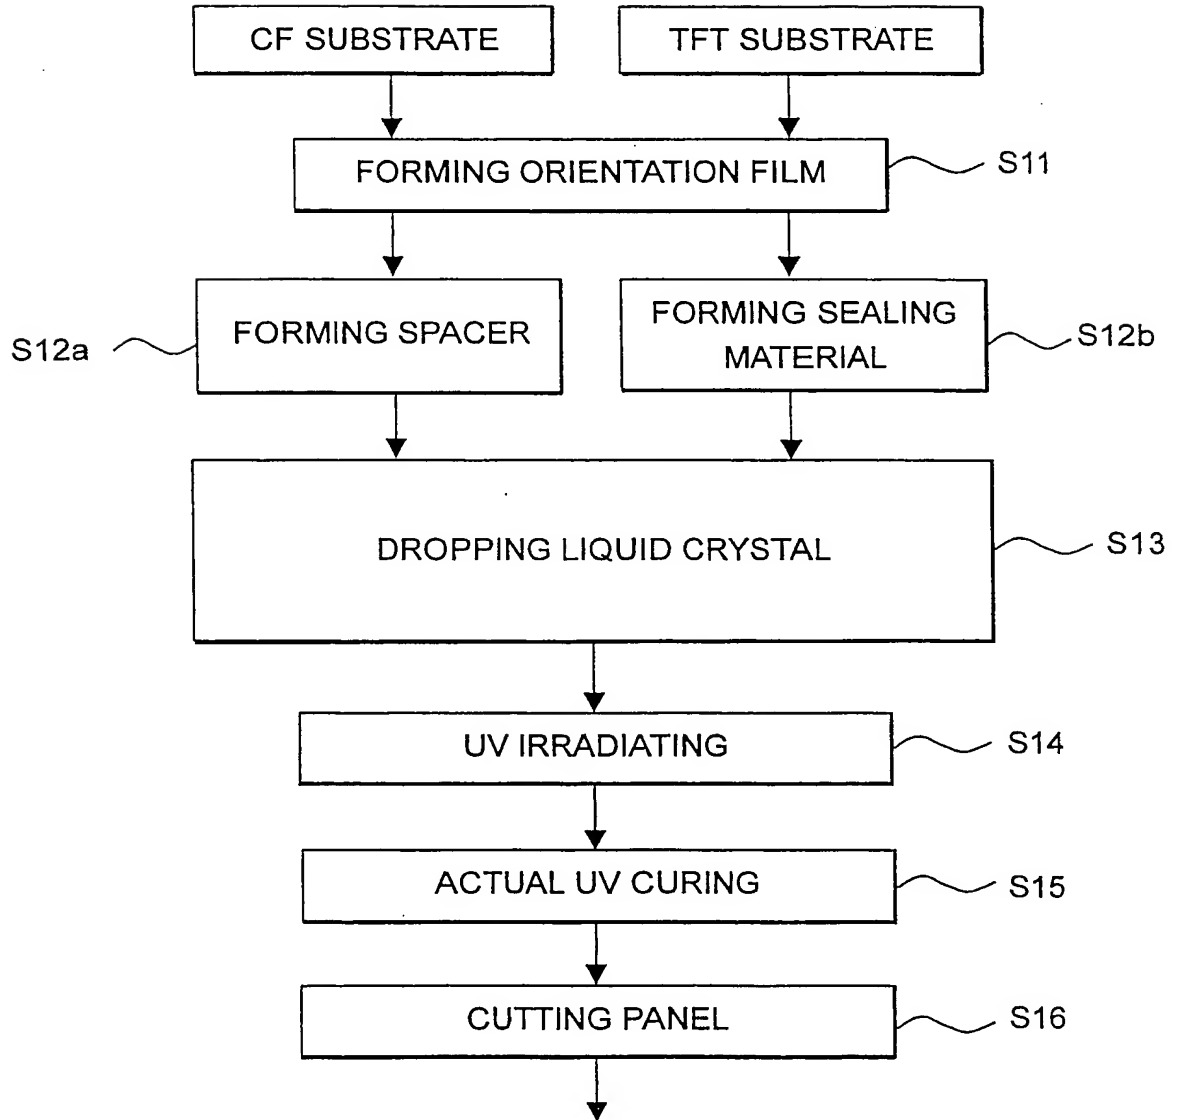 CF SUBSTRATE
TFT SUBSTRATE
FORMING ORIENTATION FILM
S11
S12a
FORMING SPACER
FORMING SEALING
MATERIAL
S12b
DROPPING LIQUID CRYSTAL
S13
UV IRRADIATING
S14
ACTUAL UV CURING
S15
CUTTING PANEL
S16